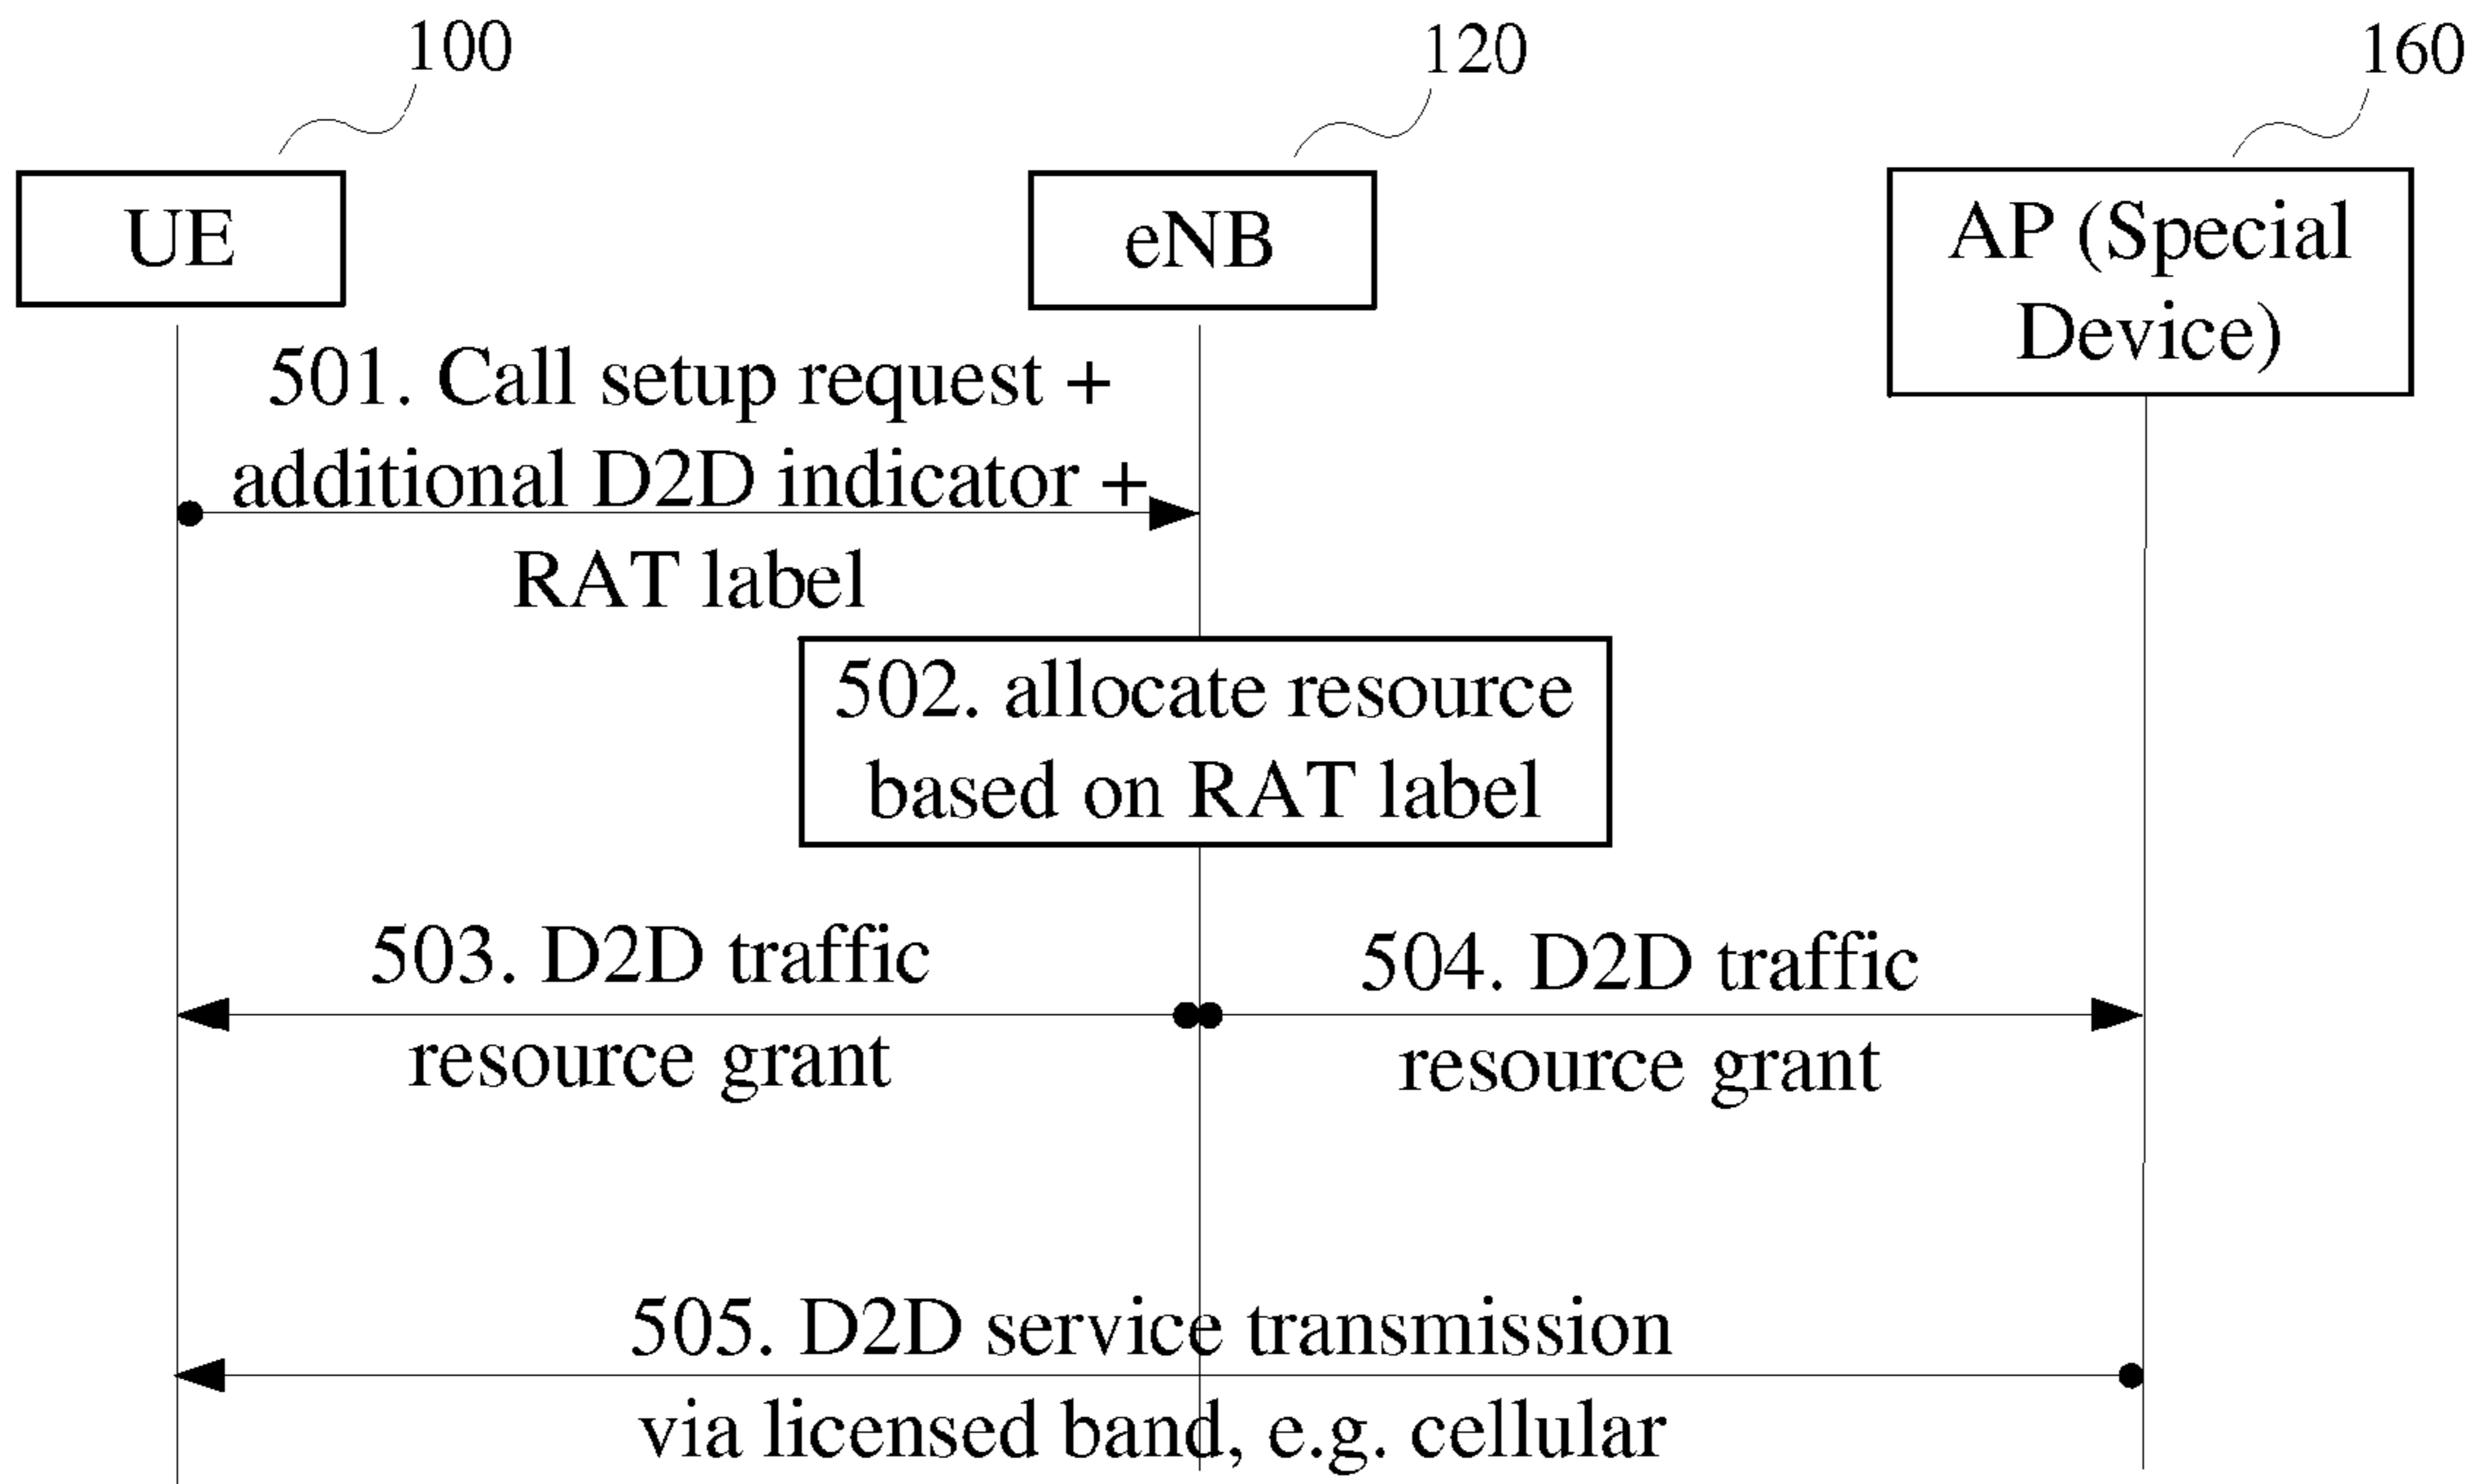 100
120
160
UE
eNB
AP (Special
Device)
501. Call setup request +
additional D2D indicator +
RAT label
502. allocate resource
based on RAT label
503. D2D traffic
resource grant
504. D2D traffic
resource grant
505. D2D service transmission
via licensed band, e.g. cellular